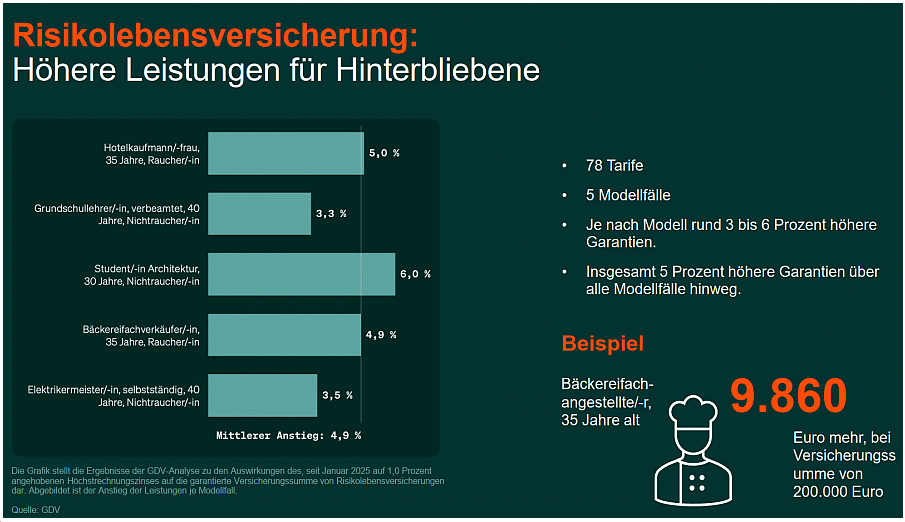 Risikolebensversicherung:
Höhere Leistungen für Hinterbliebene
Hotelkaufmann/-frau,
35 Jahre, Raucher/-in
5,0 %
Grundschullehrer/-in, verbeamtet, 40
Jahre, Nichtraucher/-in
3,3 %
Student/-in Architektur,
30 Jahre, Nichtraucher/-in
6,0 %
Bäckereifachverkäufer/-in,
35 Jahre, Raucher/-in
4,9 %
Elektrikermeister/-in, selbstständig, 40
Jahre, Nichtraucher/-in
3,5 %
Mittlerer Anstieg: 4,9 %
Die Grafik stellt die Ergebnisse der GDV-Analyse zu den Auswirkungen des, seit Januar 2025 auf 1,0 Prozent
angehobenen Höchstrechnungszinses auf die garantierte Versicherungssumme von Risikolebensversicherungen
dar. Abgebildet ist der Anstieg der Leistungen je Modellfall.
Quelle: GDV
• 78 Tarife
• 5 Modellfälle
• Je nach Modell rund 3 bis 6 Prozent höhere
Garantien.
• Insgesamt 5 Prozent höhere Garantien über
alle Modellfälle hinweg.
Beispiel
Bäckereifach-
angestellte/-r,
35 Jahre alt
9.860
Euro mehr, bei
Versicherungss
umme von
200.000 Euro